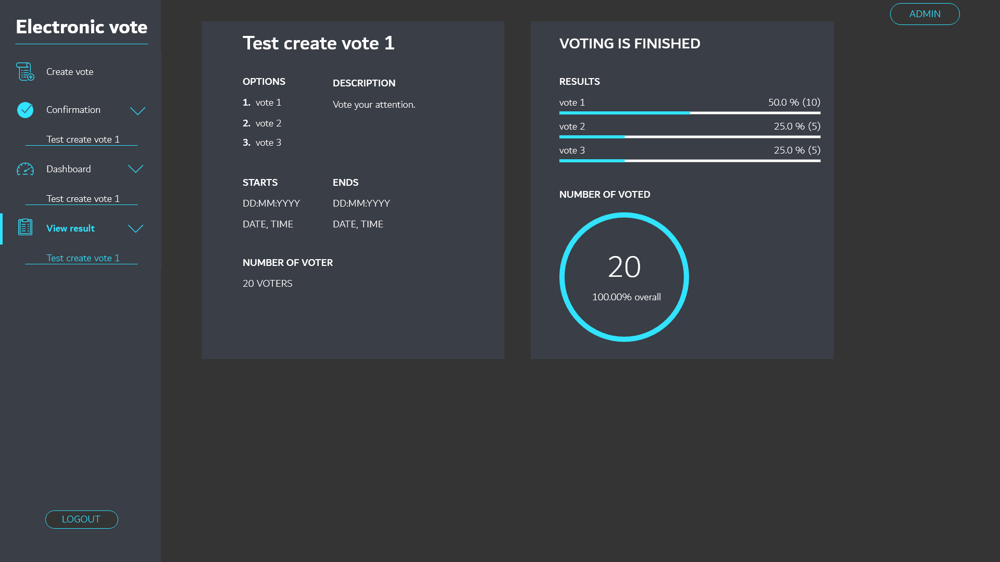 Electronic vote
Create vote
Confirmation
Test create vote 1
Dashboard
Test create vote 1
View result
Test create vote 1
LOGOUT
Test create vote 1
OPTIONS
1. vote 1
2. vote 2
3. vote 3
DESCRIPTION
Vote your attention.
STARTS
DD:MM:YYYY
DATE, TIME
ENDS
DD:MM:YYYY
DATE, TIME
NUMBER OF VOTER
20 VOTERS
VOTING IS FINISHED
RESULTS
vote 1 50.0 % (10)
vote 2 25.0 % (5)
vote 3 25.0 % (5)
NUMBER OF VOTED
20
100.00% overall
ADMIN